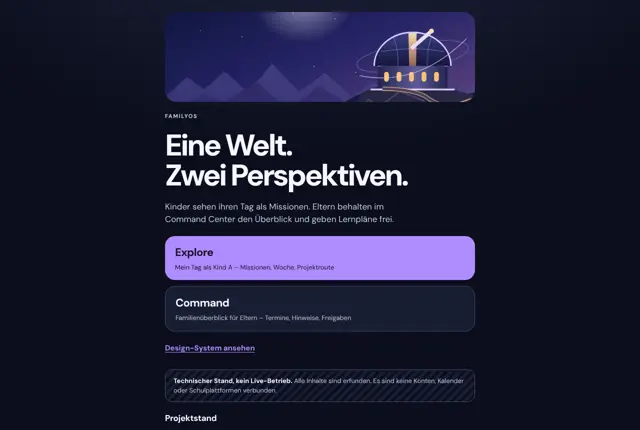 FAMILYOS
Eine Welt.
Zwei Perspektiven.
Kinder sehen ihren Tag als Missionen. Eltern behalten im
Command Center den Überblick und geben Lernpläne frei.
Explore
Mein Tag als Kind A – Missionen, Woche, Projektroute
Command
Familienüberblick für Eltern – Termine, Hinweise, Freigaben
Design-System ansehen
Technischer Stand, kein Live-Betrieb. Alle Inhalte sind erfunden. Es sind keine Konten, Kalender
oder Schulplattformen verbunden.
Projektstand